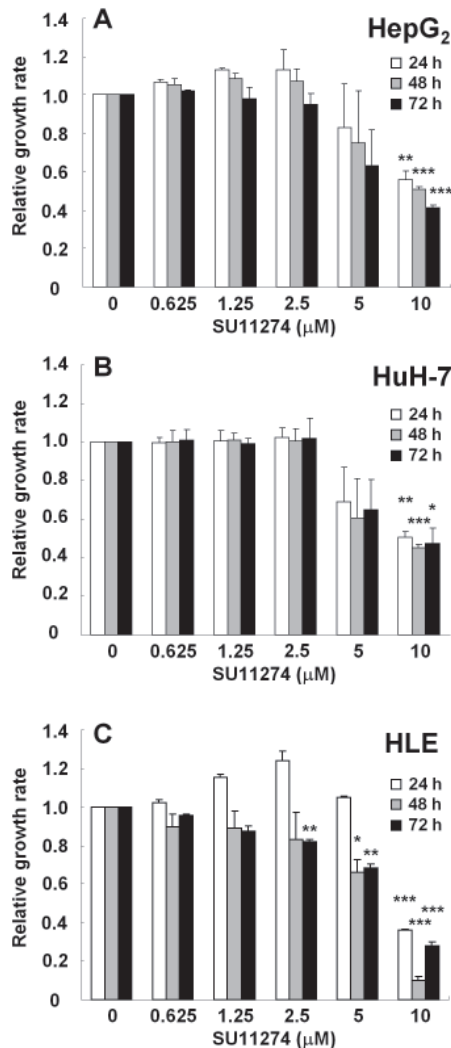 A
HepG2
1.4
1.2
1.0
0.8
0.6
0.4
0.2
0
Relative growth rate
24 h
48 h
72 h
** *** ***
0 0.625 1.25 2.5 5 10
SU11274 (μM)
B
HuH-7
1.4
1.2
1.0
0.8
0.6
0.4
0.2
0
Relative growth rate
24 h
48 h
72 h
** *** *
0 0.625 1.25 2.5 5 10
SU11274 (μM)
C
HLE
1.4
1.2
1.0
0.8
0.6
0.4
0.2
0
Relative growth rate
24 h
48 h
72 h
** * ** *** *** ***
0 0.625 1.25 2.5 5 10
SU11274 (μM)